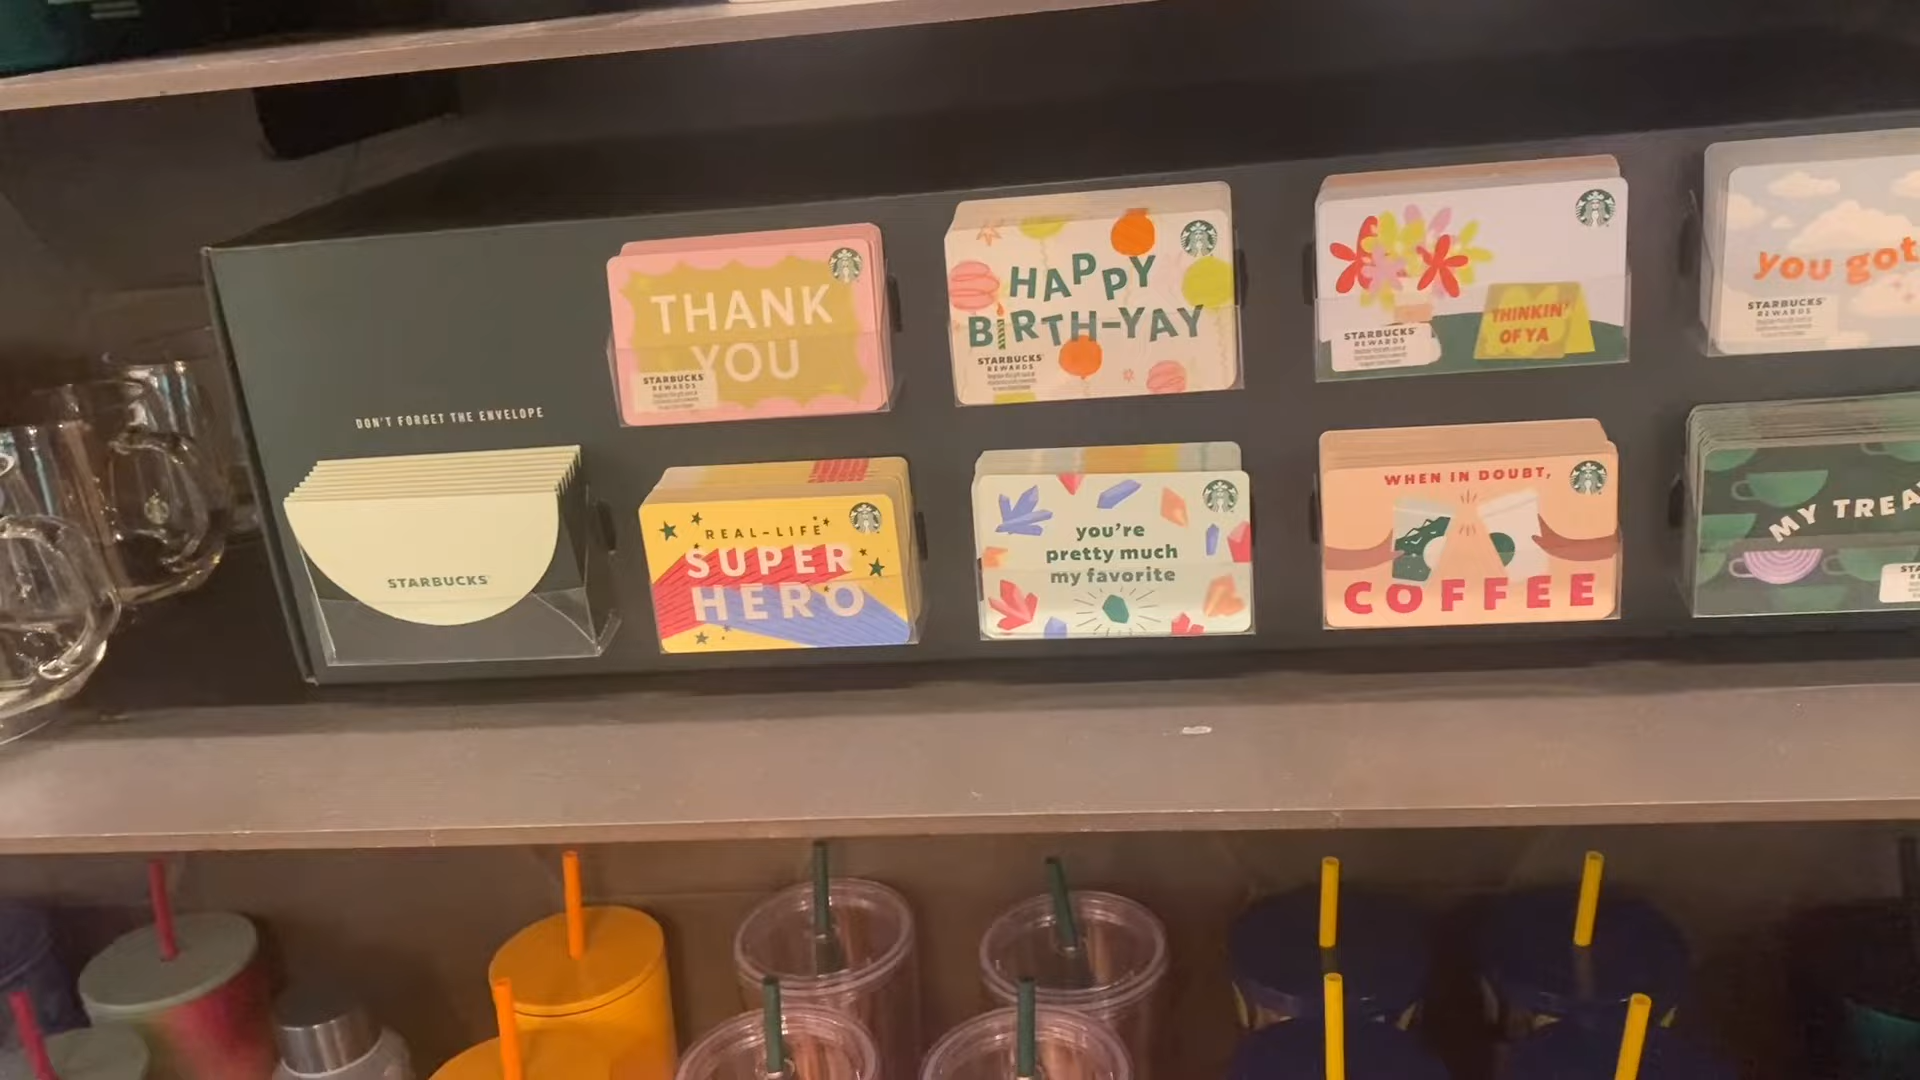 DON'T FORGET THE ENVELOPE
STARBUCKS
THANK
YOU
STARBUCKS
REWARDS
HAPPY
BIRTH-YAY
STARBUCKS
REWARDS
THINKIN'
OF YA
STARBUCKS
REWARDS
you got
STARBUCKS
REWARDS
REAL-LIFE
SUPER
HERO
you're
pretty much
my favorite
WHEN IN DOUBT,
COFFEE
MY